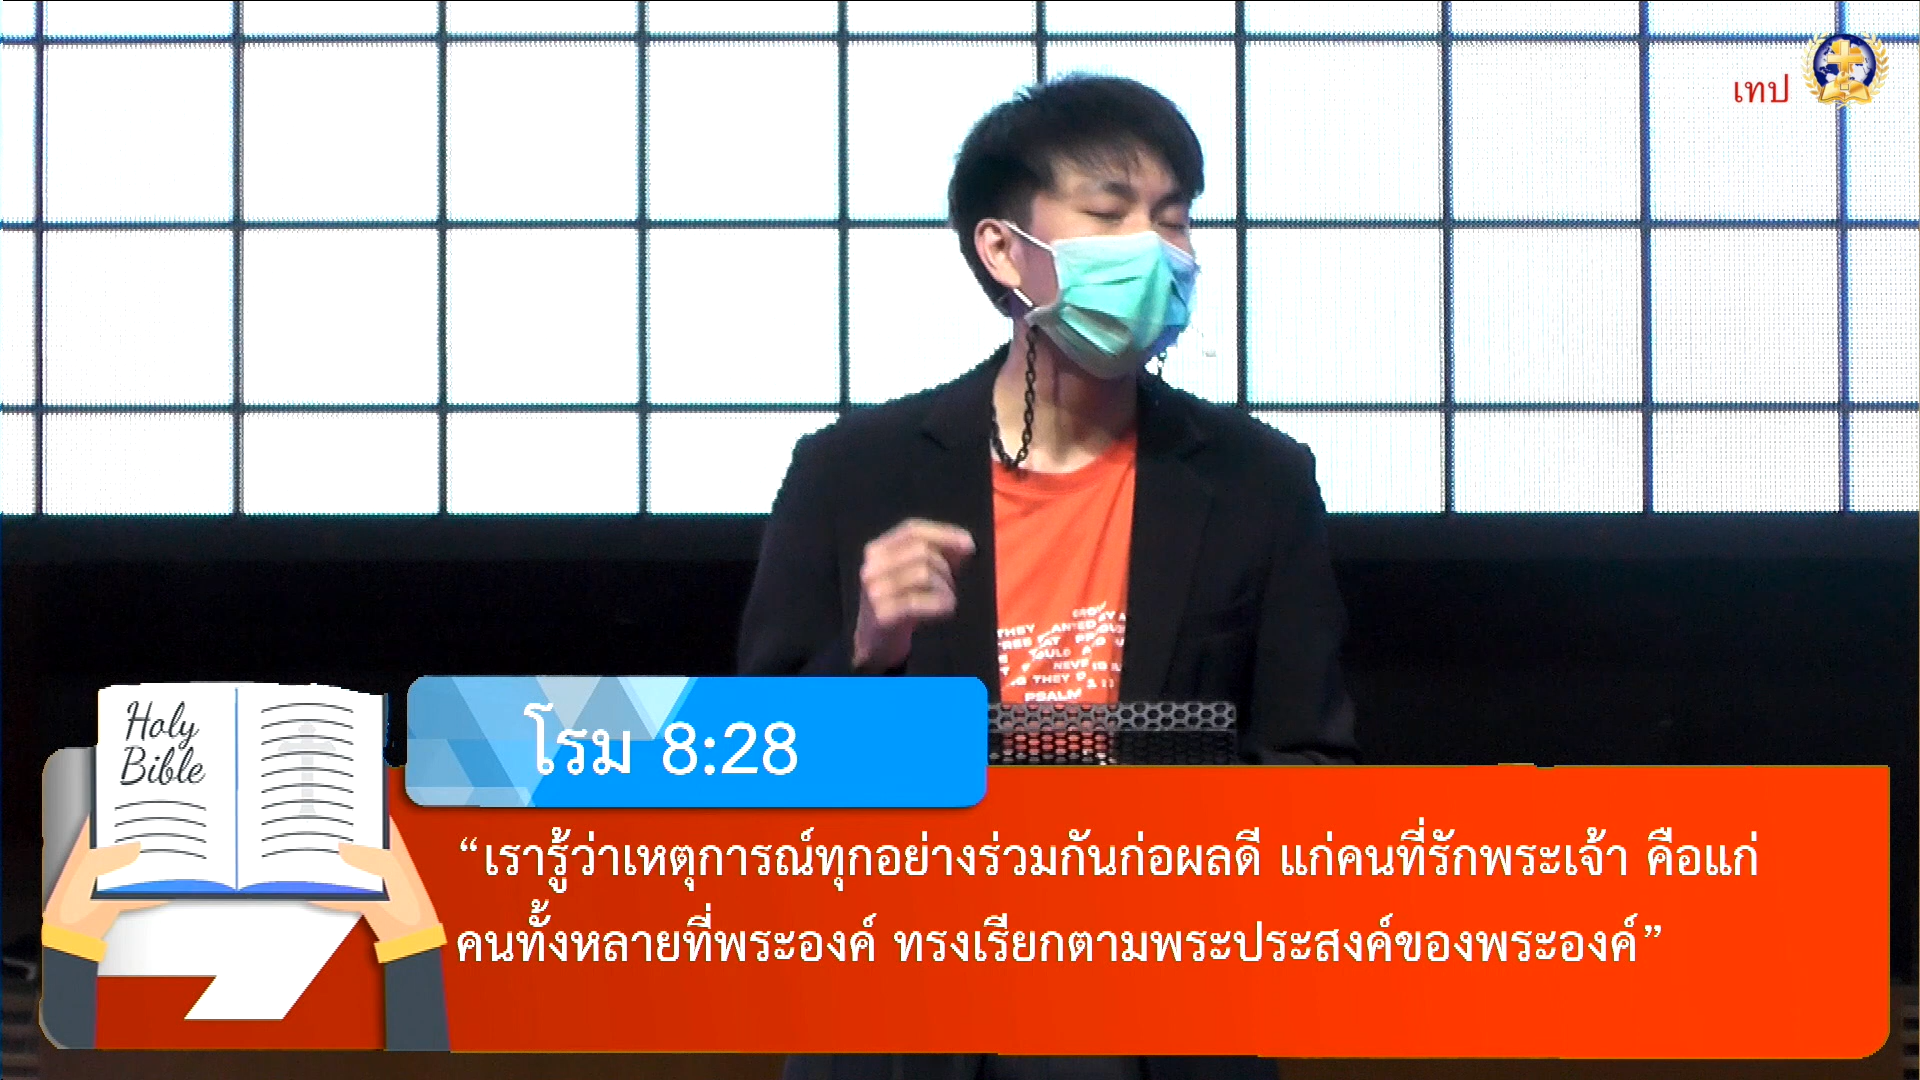 เทป
THEY
PSALM
Holy
Bible
โรม 8:28
“เรารู้ว่าเหตุการณ์ทุกอย่างร่วมกันก่อผลดี แก่คนที่รักพระเจ้า คือแก่
คนทั้งหลายที่พระองค์ ทรงเรียกตามพระประสงค์ของพระองค์”